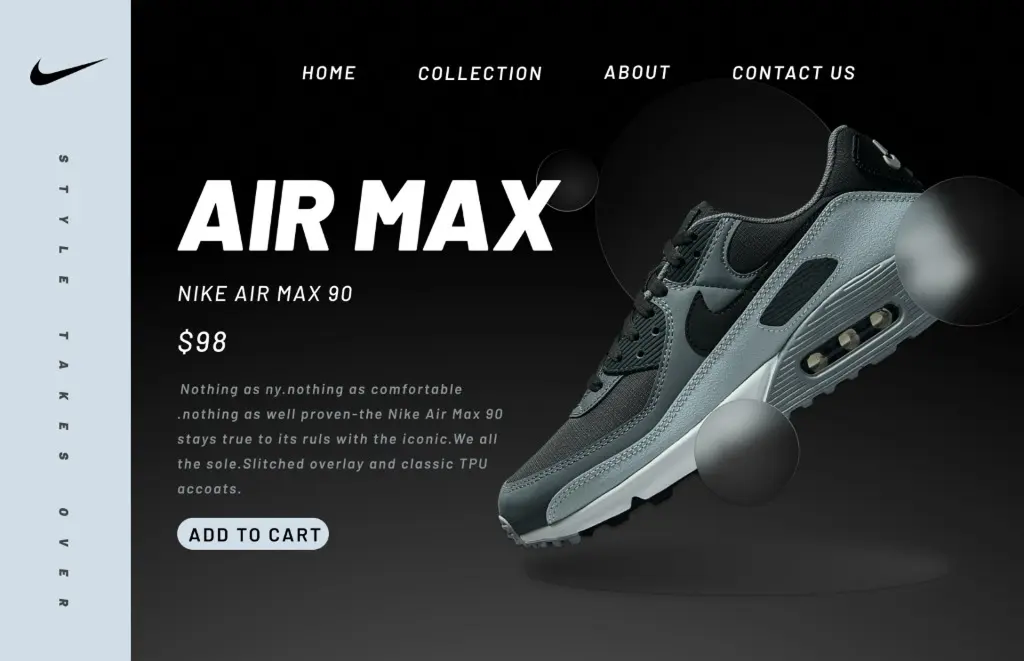 HOME COLLECTION ABOUT CONTACT US
STYLE TAKES OVER
AIR MAX
NIKE AIR MAX 90
$98
Nothing as ny.nothing as comfortable
.nothing as well proven-the Nike Air Max 90
stays true to its ruls with the iconic.We all
the sole.Slitched overlay and classic TPU
accoats.
ADD TO CART